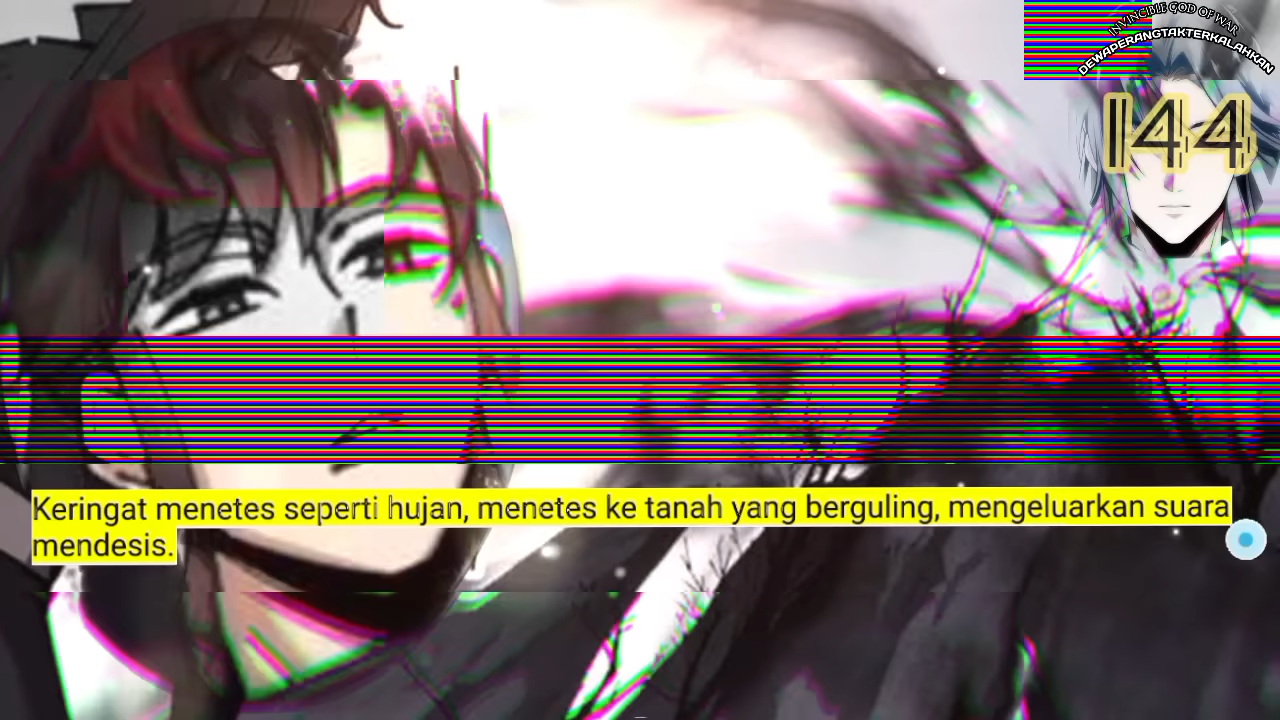 INVINCIBLE GOD OF WAR
DEWAPERANGTAKTERKALAHKAN
144
Keringat menetes seperti hujan, menetes ke tanah yang berguling, mengeluarkan suara
mendesis.